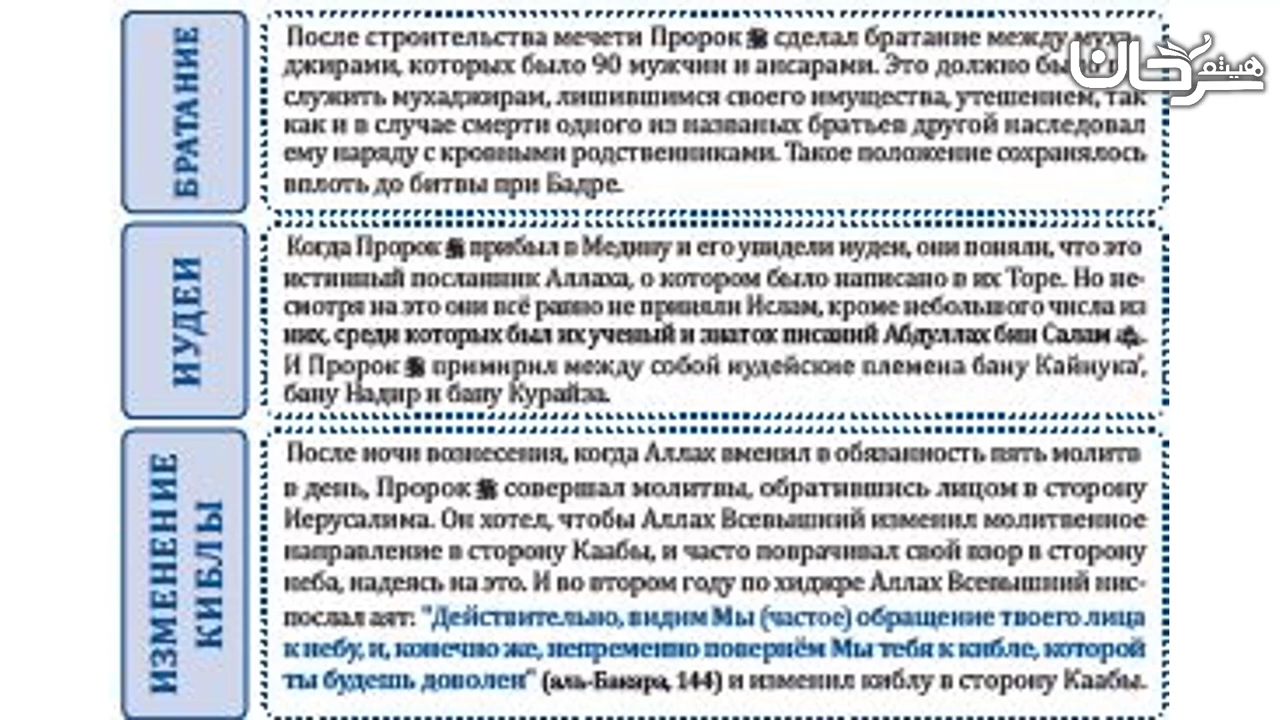 БРАТАНИЕ
После строительства мечети Пророк ﷺ сделал братание между муха-
джирами, которых было 90 мужчин и ансарами. Это должно было
служить мухаджирам, лишившимся своего имущества, утешением, так
как и в случае смерти одного из названых братьев другой наследовал
ему наряду с кровными родственниками. Такое положение сохранялось
вплоть до битвы при Бадре.
ИУДЕИ
Когда Пророк ﷺ прибыл в Медину и его увидели иудеи, они поняли, что это
истинный посланник Аллаха, о котором было написано в их Торе. Но не-
смотря на это они всё равно не приняли Ислам, кроме небольшого числа из
них, среди которых был их ученый и знаток писаний Абдуллах бин Салам
И Пророк ﷺ примирил между собой иудейские племена бану Кайнука’,
бану Надир и бану Курайза.
ИЗМЕНЕНИЕ
КИБЛЫ
После ночи вознесения, когда Аллах вменил в обязанность пять молитв
в день, Пророк ﷺ совершал молитвы, обратившись лицом в сторону
Иерусалима. Он хотел, чтобы Аллах Всевышний изменил молитвенное
направление в сторону Каабы, и часто поврачивал свой взор в сторону
неба, надеясь на это. И во втором году по хиджре Аллах Всевышний нис-
послал аят: "Действительно, видим Мы (частое) обращение твоего лица
к небу, и, конечно же, непременно повернём Мы тебя к кибле, которой
ты будешь доволен" (аль-Бакара, 144) и изменил киблу в сторону Каабы.
هيتمرخان